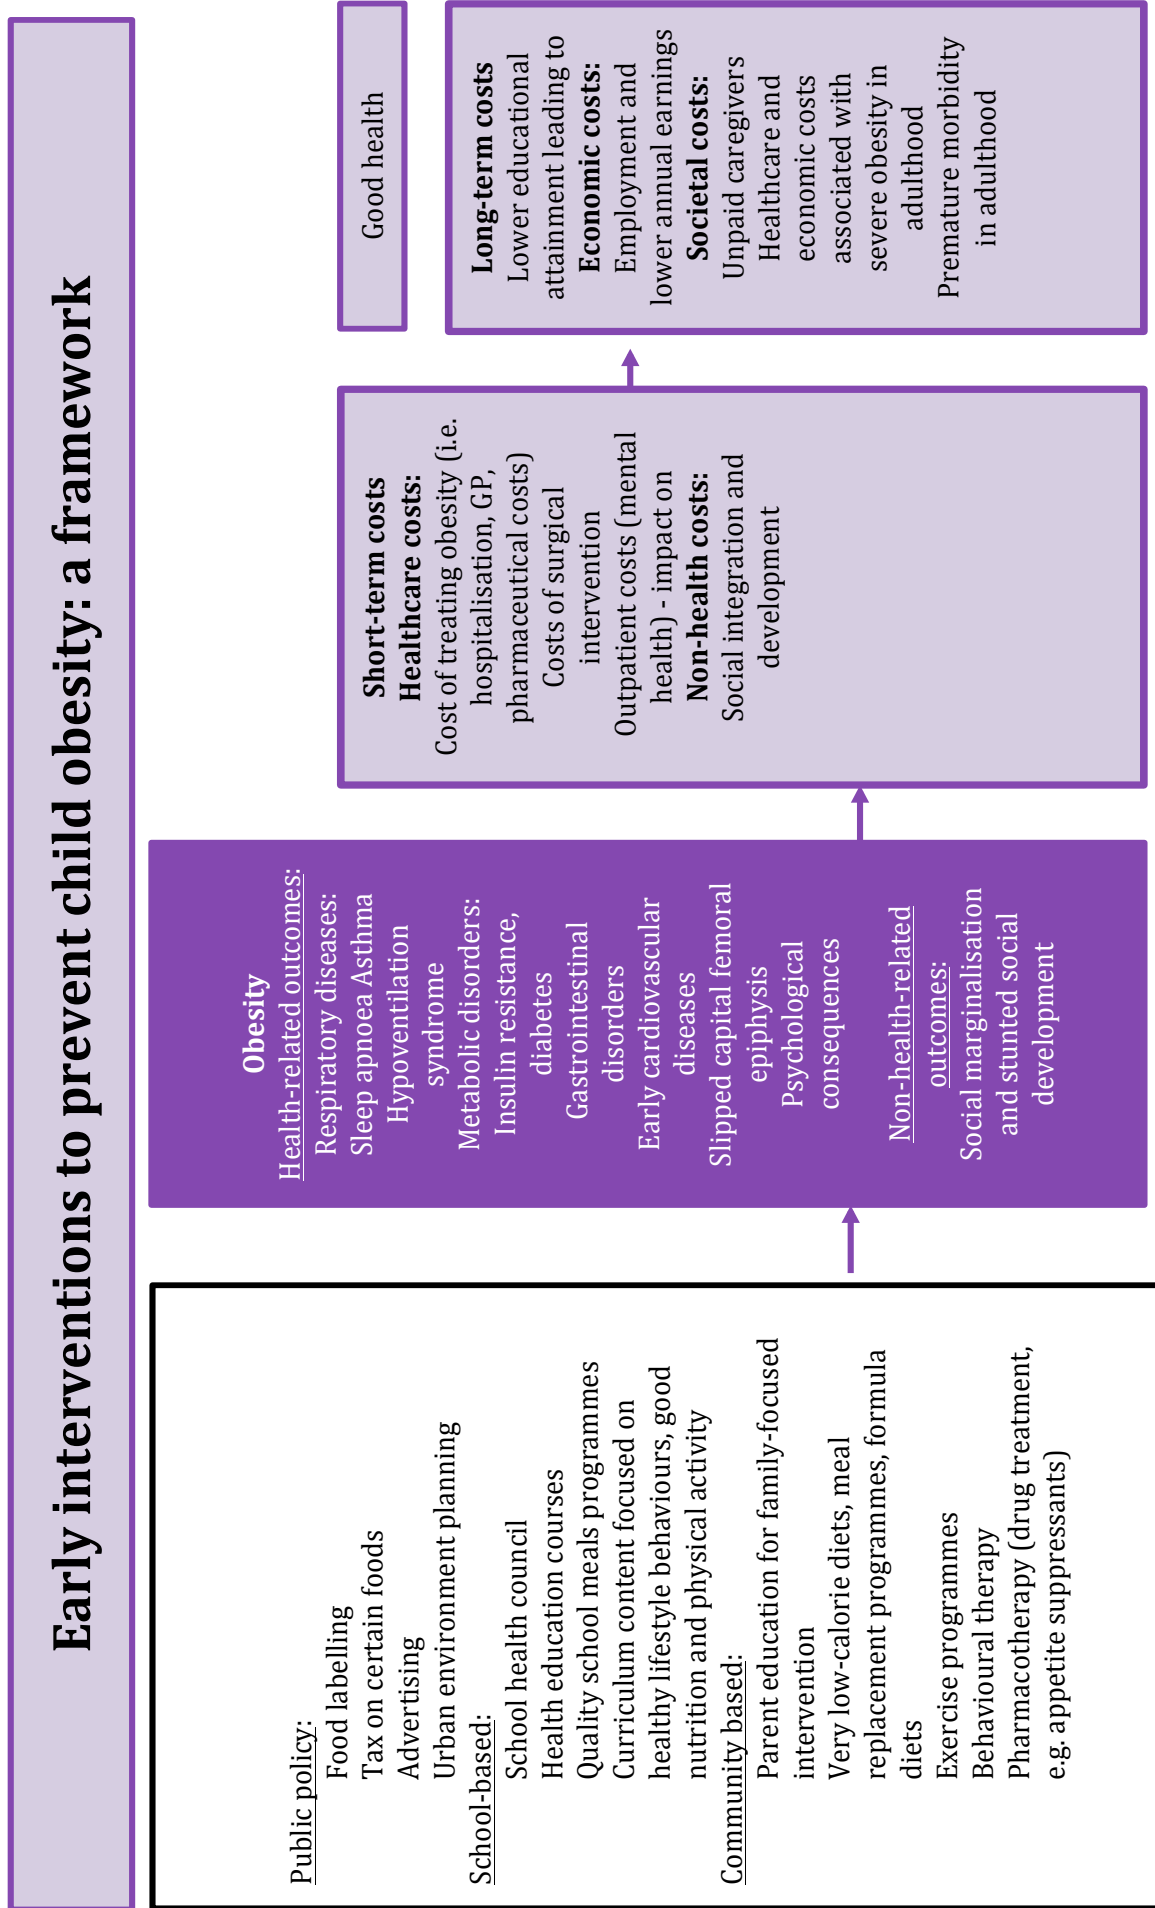 Early interventions to prevent child obesity: a framework
Public policy:
Food labelling
Tax on certain foods
Advertising
Urban environment planning
School-based:
School health council
Health education courses
Quality school meals programmes
Curriculum content focused on
healthy lifestyle behaviours, good
nutrition and physical activity
Community based:
Parent education for family-focused
intervention
Very low-calorie diets, meal
replacement programmes, formula
diets
Exercise programmes
Behavioural therapy
Pharmacotherapy (drug treatment,
e.g. appetite suppressants)
Obesity
Health-related outcomes:
Respiratory diseases:
Sleep apnoea Asthma
Hypoventilation
syndrome
Metabolic disorders:
Insulin resistance,
diabetes
Gastrointestinal
disorders
Early cardiovascular
diseases
Slipped capital femoral
epiphysis
Psychological
consequences
Non-health-related
outcomes:
Social marginalisation
and stunted social
development
Short-term costs
Healthcare costs:
Cost of treating obesity (i.e.
hospitalisation, GP,
pharmaceutical costs)
Costs of surgical
intervention
Outpatient costs (mental
health) - impact on
Non-health costs:
Social integration and
development
Good health
Long-term costs
Lower educational
attainment leading to
Economic costs:
Employment and
lower annual earnings
Societal costs:
Unpaid caregivers
Healthcare and
economic costs
associated with
severe obesity in
adulthood
Premature morbidity
in adulthood